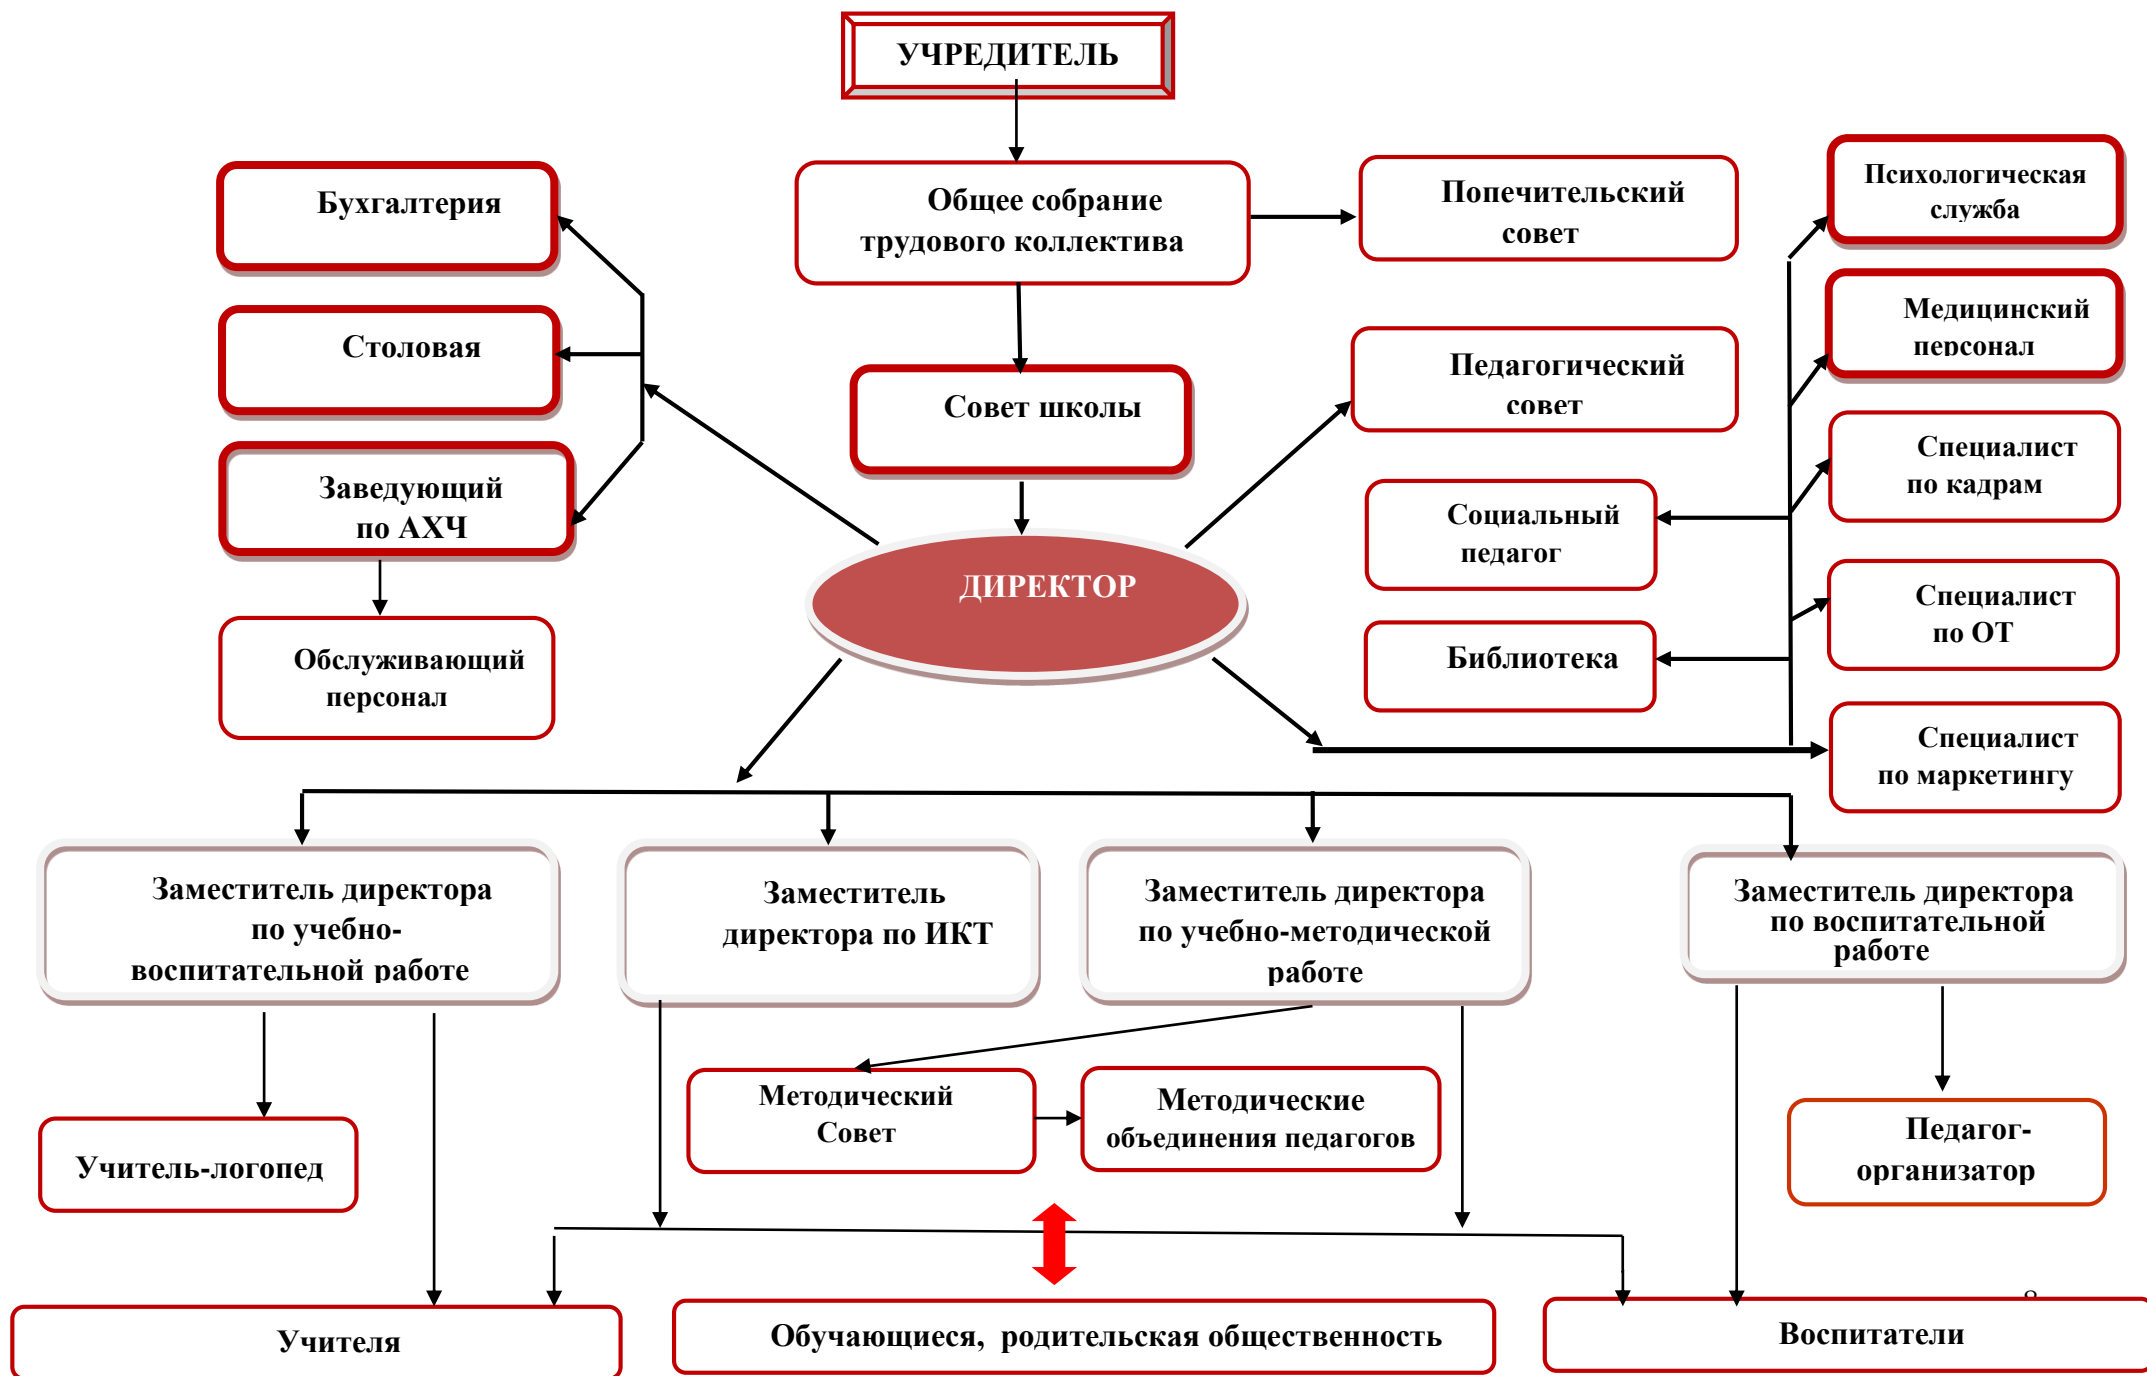 УЧРЕДИТЕЛЬ
Бухгалтерия
Общее собрание
трудового коллектива
Попечительский
совет
Психологическая
служба
Столовая
Совет школы
Педагогический
совет
Медицинский
персонал
Заведующий
по АХЧ
Социальный
педагог
Специалист
по кадрам
ДИРЕКТОР
Обслуживающий
персонал
Библиотека
Специалист
по ОТ
Специалист
по маркетингу
Заместитель директора
по учебно-
воспитательной работе
Заместитель
директора по ИКТ
Заместитель директора
по учебно-методической
работе
Заместитель директора
по воспитательной
работе
Методический
Совет
Методические
объединения педагогов
Учитель-логопед
Педагог-
организатор
Учителя
Обучающиеся, родительская общественность
Воспитатели